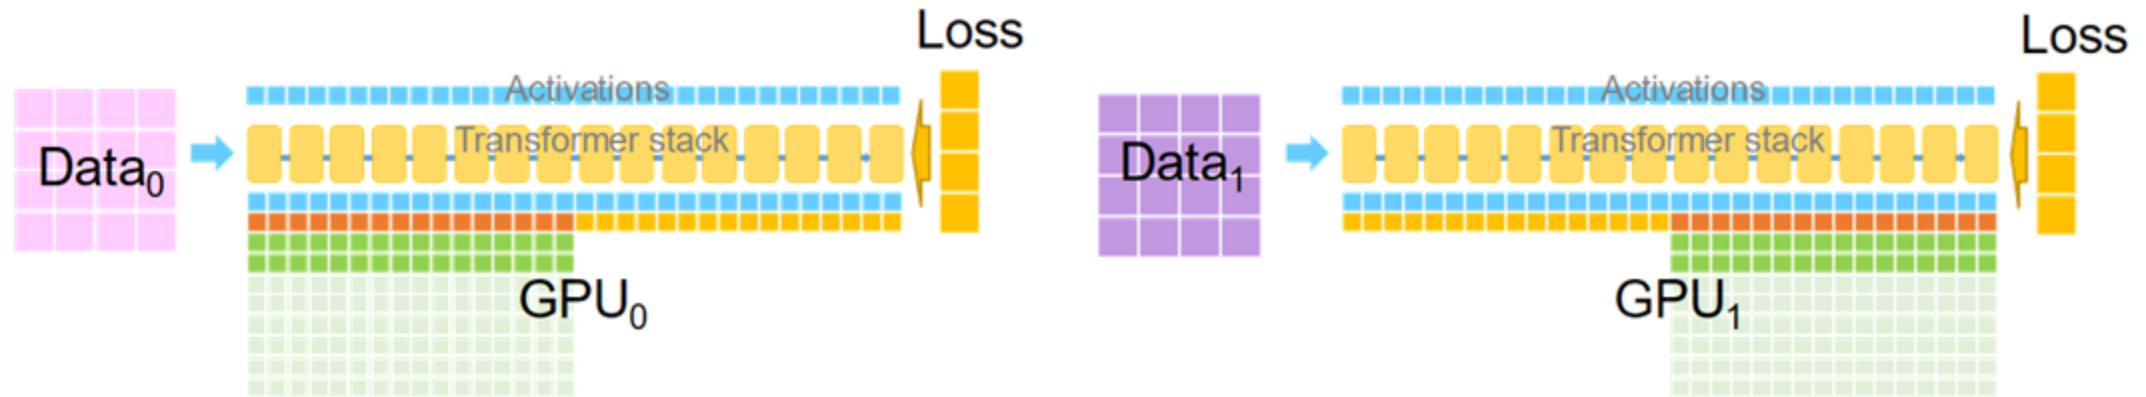 Loss
Activations
Transformer stack
Data0
GPU0
Loss
Activations
Transformer stack
Data1
GPU1